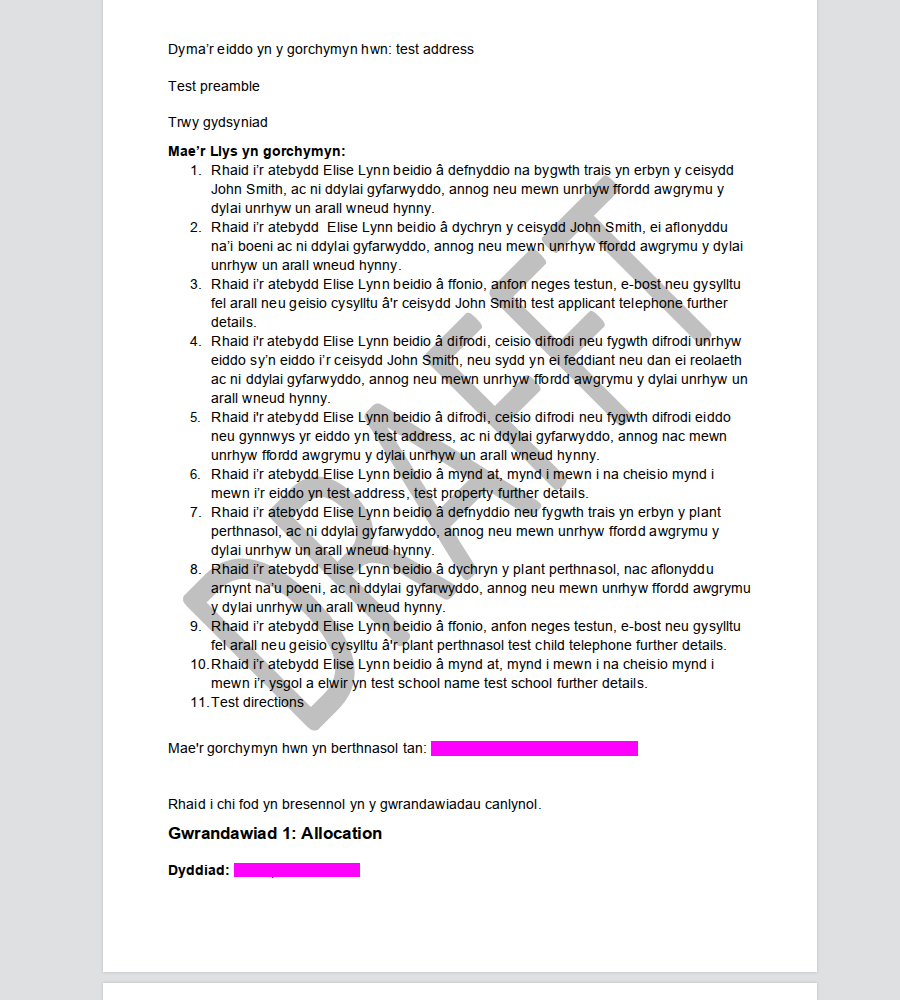 Dyma’r eiddo yn y gorchymyn hwn: test address
Test preamble
Trwy gydsyniad
Mae’r Llys yn gorchymyn:
1. Rhaid i’r atebydd Elise Lynn beidio â defnyddio na bygwth trais yn erbyn y ceisydd
John Smith, ac ni ddylai gyfarwyddo, annog neu mewn unrhyw ffordd awgrymu y
dylai unrhyw un arall wneud hynny.
2. Rhaid i’r atebydd  Elise Lynn beidio â dychryn y ceisydd John Smith, ei aflonyddu
na’i boeni ac ni ddylai gyfarwyddo, annog neu mewn unrhyw ffordd awgrymu y dylai
unrhyw un arall wneud hynny.
3. Rhaid i’r atebydd Elise Lynn beidio â ffonio, anfon neges testun, e-bost neu gysylltu
fel arall neu geisio cysylltu â'r ceisydd John Smith test applicant telephone further
details.
4. Rhaid i'r atebydd Elise Lynn beidio â difrodi, ceisio difrodi neu fygwth difrodi unrhyw
eiddo sy’n eiddo i’r ceisydd John Smith, neu sydd yn ei feddiant neu dan ei reolaeth
ac ni ddylai gyfarwyddo, annog neu mewn unrhyw ffordd awgrymu y dylai unrhyw un
arall wneud hynny.
5. Rhaid i'r atebydd Elise Lynn beidio â difrodi, ceisio difrodi neu fygwth difrodi eiddo
neu gynnwys yr eiddo yn test address, ac ni ddylai gyfarwyddo, annog nac mewn
unrhyw ffordd awgrymu y dylai unrhyw un arall wneud hynny.
6. Rhaid i’r atebydd Elise Lynn beidio â mynd at, mynd i mewn i na cheisio mynd i
mewn i’r eiddo yn test address, test property further details.
7. Rhaid i’r atebydd Elise Lynn beidio â defnyddio neu fygwth trais yn erbyn y plant
perthnasol, ac ni ddylai gyfarwyddo, annog neu mewn unrhyw ffordd awgrymu y
dylai unrhyw un arall wneud hynny.
8. Rhaid i’r atebydd Elise Lynn beidio â dychryn y plant perthnasol, nac aflonyddu
arnynt na’u poeni, ac ni ddylai gyfarwyddo, annog neu mewn unrhyw ffordd awgrymu
y dylai unrhyw un arall wneud hynny.
9. Rhaid i’r atebydd Elise Lynn beidio â ffonio, anfon neges testun, e-bost neu gysylltu
fel arall neu geisio cysylltu â'r plant perthnasol test child telephone further details.
10. Rhaid i’r atebydd Elise Lynn beidio â mynd at, mynd i mewn i na cheisio mynd i
mewn i’r ysgol a elwir yn test school name test school further details.
11. Test directions
Mae'r gorchymyn hwn yn berthnasol tan:
Rhaid i chi fod yn bresennol yn y gwrandawiadau canlynol.
Gwrandawiad 1: Allocation
Dyddiad:
DRAFFT